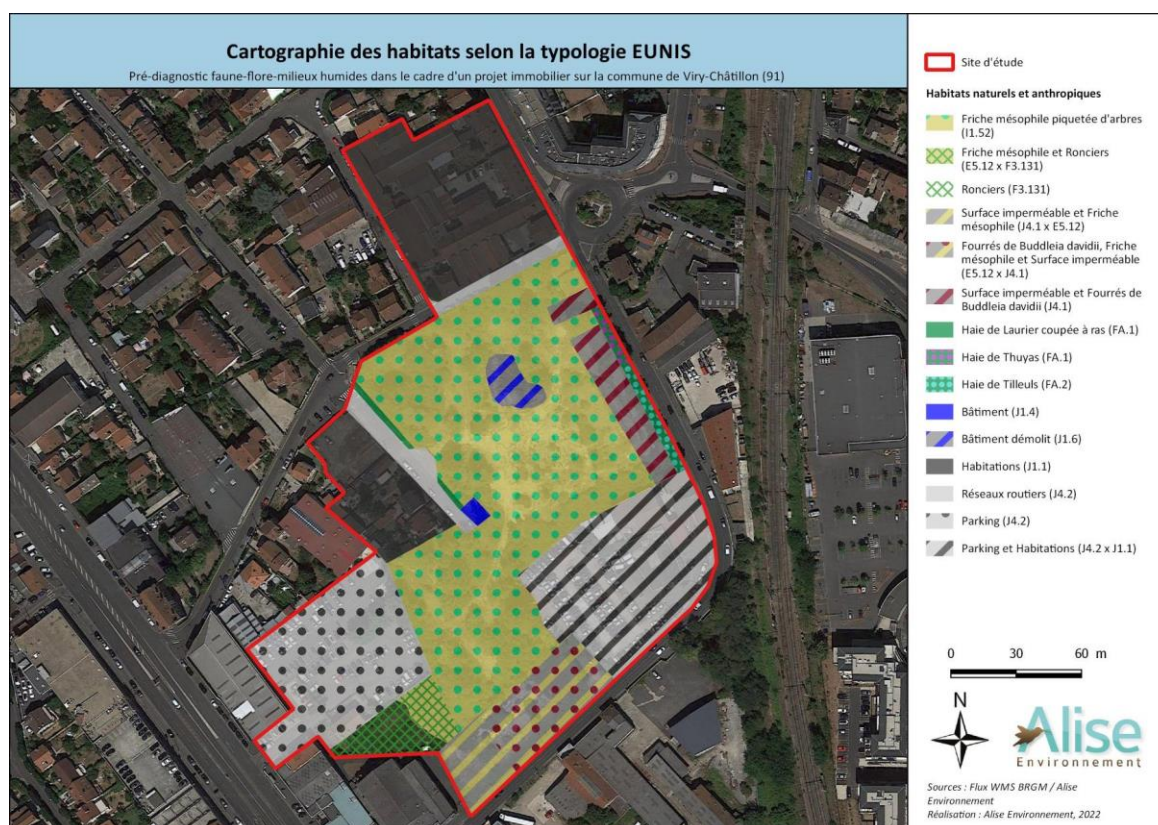 Cartographie des habitats selon la typologie EUNIS
Pré-diagnostic faune-flore-milieux humides dans le cadre d'un projet immobilier sur la commune de Viry-Châtillon (91)
Site d'étude
Habitats naturels et anthropiques
Friche mésophile piquetée d'arbres
(I1.52)
Friche mésophile et Ronciers
(E5.12 x F3.131)
Ronciers (F3.131)
Surface imperméable et Friche
mésophile (J4.1 x E5.12)
Fourrés de Buddleia davidii, Friche
mésophile et Surface imperméable
(E5.12 x J4.1)
Surface imperméable et Fourrés de
Buddleia davidii (J4.1)
Haie de Laurier coupée à ras (FA.1)
Haie de Thuyas (FA.1)
Haie de Tilleuls (FA.2)
Bâtiment (J1.4)
Bâtiment démolit (J1.6)
Habitations (J1.1)
Réseaux routiers (J4.2)
Parking (J4.2)
Parking et Habitations (J4.2 x J1.1)
0 30 60 m
N
Alise
Environnement
Sources : Flux WMS BRGM / Alise
Environnement
Réalisation : Alise Environnement, 2022